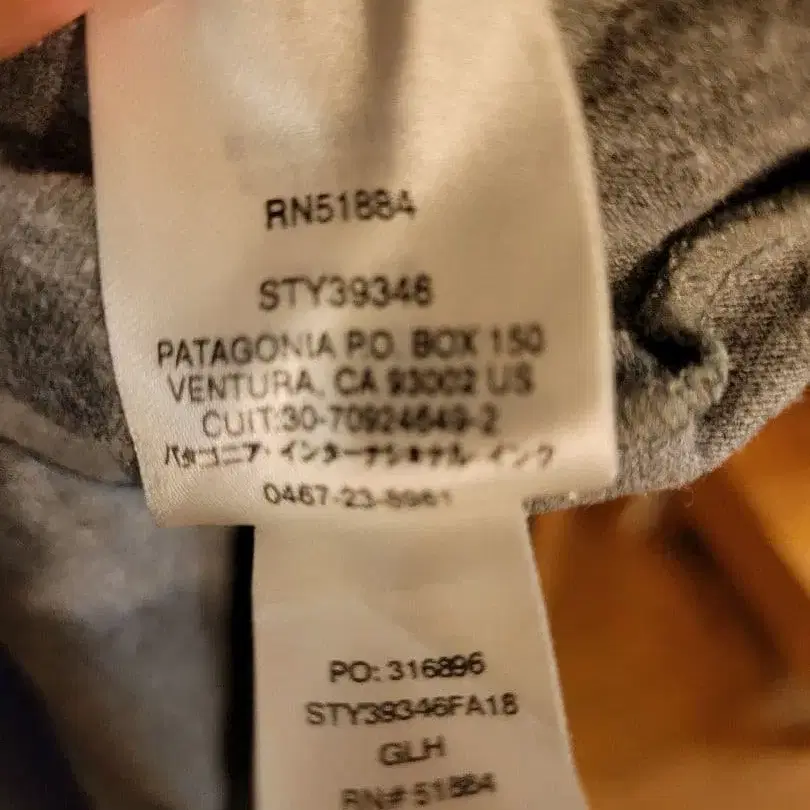 RN51884
STY39346
PATAGONIA P.O. BOX 150
VENTURA, CA 93002 US
CUIT:30-70924649-2
パタゴニア・インターナショナル・インク
0467-23-8961
PO: 316896
STY39346FA18
GLH
RN# 51884